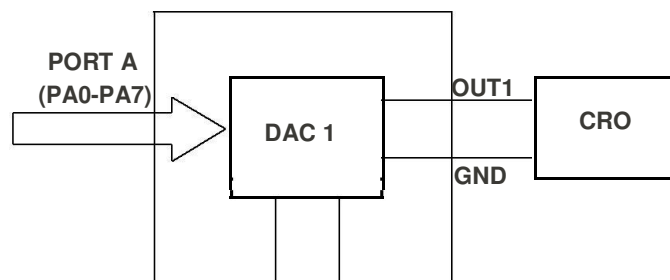 PORT A
(PA0-PA7)
DAC 1
OUT1
GND
CRO